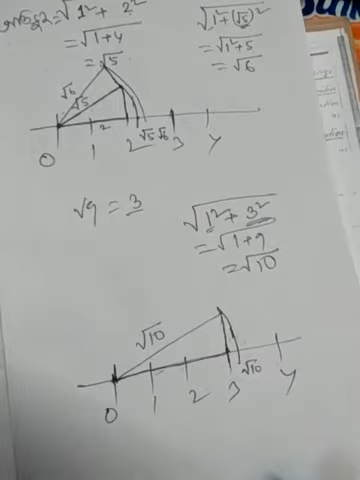 = √1² + 2²
= √1+4
= √5
√1²+(√5)²
= √1²+5
= √6
√6
√5
2
0 1 2 √5 √6 3 4
√9 = 3
√1² + 3²
= √1+9
= √10
√10
0 1 2 3 √10 4